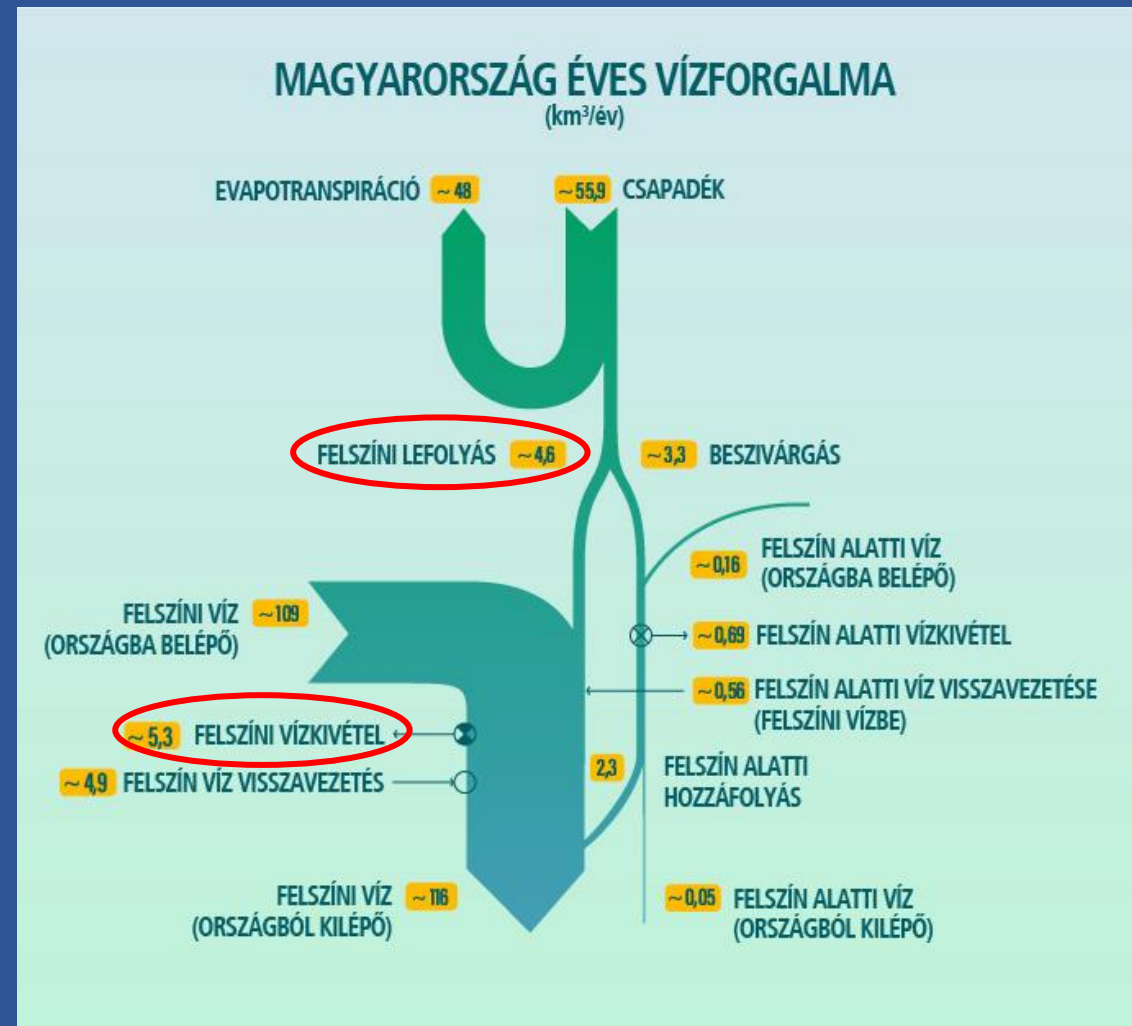 MAGYARORSZÁG ÉVES VÍZFORGALMA
(km³/év)
EVAPOTRANSPIRÁCIÓ ~48
~55,9 CSAPADÉK
FELSZÍNI LEFOLYÁS ~4,6
~3,3 BESZIVÁRGÁS
~0,16 FELSZÍN ALATTI VÍZ
(ORSZÁGBA BELÉPŐ)
FELSZÍNI VÍZ ~109
(ORSZÁGBA BELÉPŐ)
~0,69 FELSZÍN ALATTI VÍZKIVÉTEL
~0,56 FELSZÍN ALATTI VÍZ VISSZAVEZETÉSE
(FELSZÍNI VÍZBE)
~5,3 FELSZÍNI VÍZKIVÉTEL
~4,9 FELSZÍN VÍZ VISSZAVEZETÉS
2,3 FELSZÍN ALATTI
HOZZÁFOLYÁS
FELSZÍNI VÍZ ~116
(ORSZÁGBÓL KILÉPŐ)
~0,05 FELSZÍN ALATTI VÍZ
(ORSZÁGBÓL KILÉPŐ)